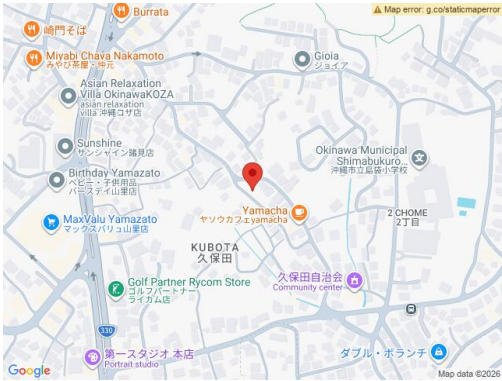 Burrata
⚠ Map error: g.co/staticmaperror
崎門そば
Miyabi Chaya Nakamoto
みやび茶屋・仲元
Gioia
ジョイア
Asian Relaxation
Villa OkinawaKOZA
asian relaxation
villa 沖縄コザ店
Sunshine
サンシャイン諸見店
Okinawa Municipal
Shimabukuro...
沖縄市立島袋小学校
Birthday Yamazato
ベビー・子供用品
バースデイ山里店
Yamacha
ヤソウカフェyamacha
2 CHOME
2丁目
MaxValu Yamazato
マックスバリュ山里店
KUBOTA
久保田
Golf Partner Rycom Store
ゴルフパートナー
ライカム店
久保田自治会
Community center
330
第一スタジオ 本店
Portrait studio
ダブル・ボランチ
Google
Map data ©2026